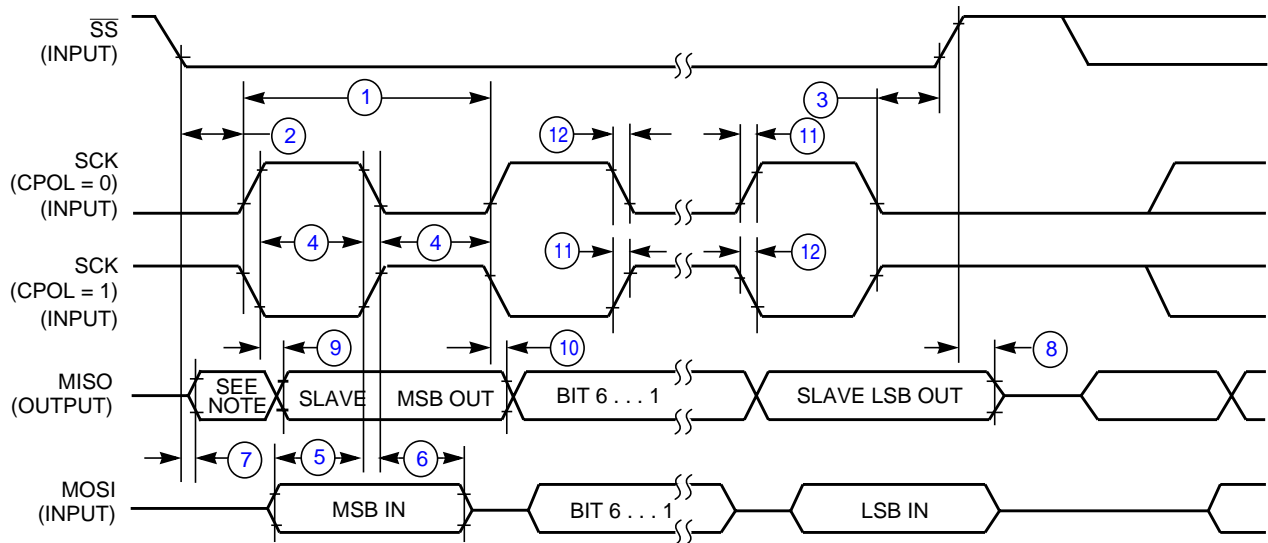 SS
(INPUT)
1
3
2
12
11
SCK
(CPOL = 0)
(INPUT)
4
4
11
12
SCK
(CPOL = 1)
(INPUT)
9
10
8
MISO
(OUTPUT)
SEE
NOTE
SLAVE MSB OUT
BIT 6 . . . 1
SLAVE LSB OUT
7
5
6
MOSI
(INPUT)
MSB IN
BIT 6 . . . 1
LSB IN